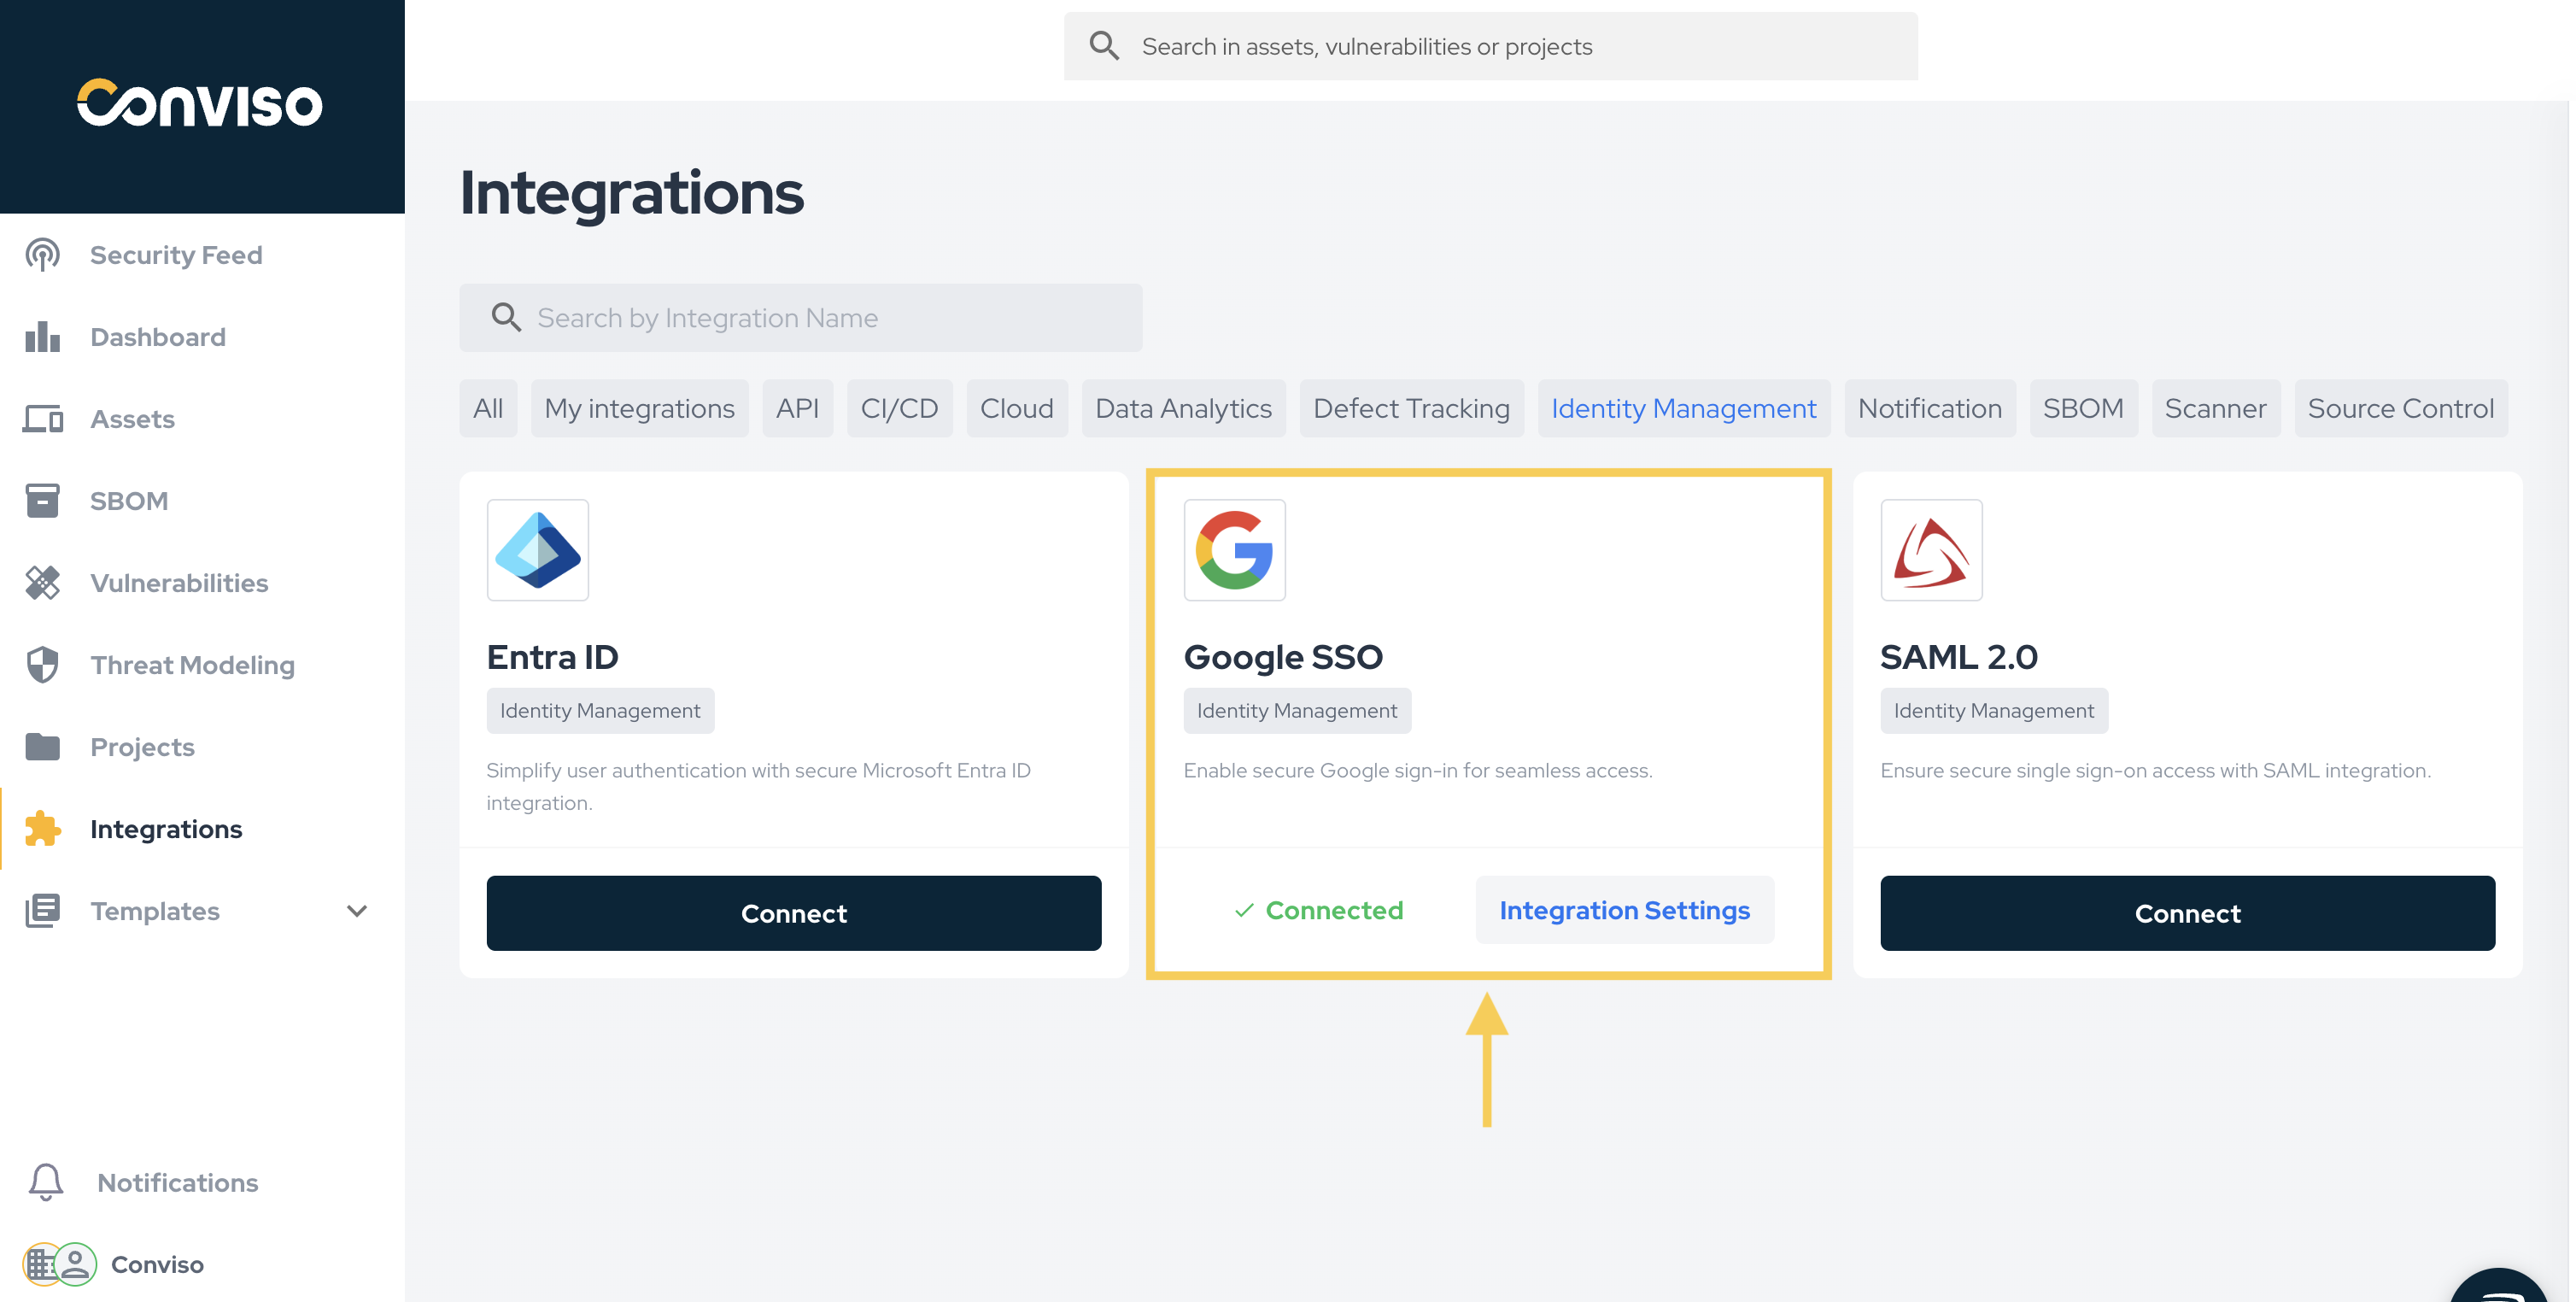 Conviso
Search in assets, vulnerabilities or projects
Security Feed
Dashboard
Assets
SBOM
Vulnerabilities
Threat Modeling
Projects
Integrations
Templates
Notifications
Conviso
Integrations
Search by Integration Name
All My integrations API CI/CD Cloud Data Analytics Defect Tracking Identity Management Notification SBOM Scanner Source Control
Entra ID
Identity Management
Simplify user authentication with secure Microsoft Entra ID
integration.
Connect
Google SSO
Identity Management
Enable secure Google sign-in for seamless access.
Connected Integration Settings
SAML 2.0
Identity Management
Ensure secure single sign-on access with SAML integration.
Connect